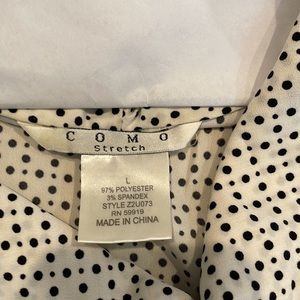 COMO
Stretch
L
97% POLYESTER
3% SPANDEX
STYLE Z2U073
RN 59919
MADE IN CHINA